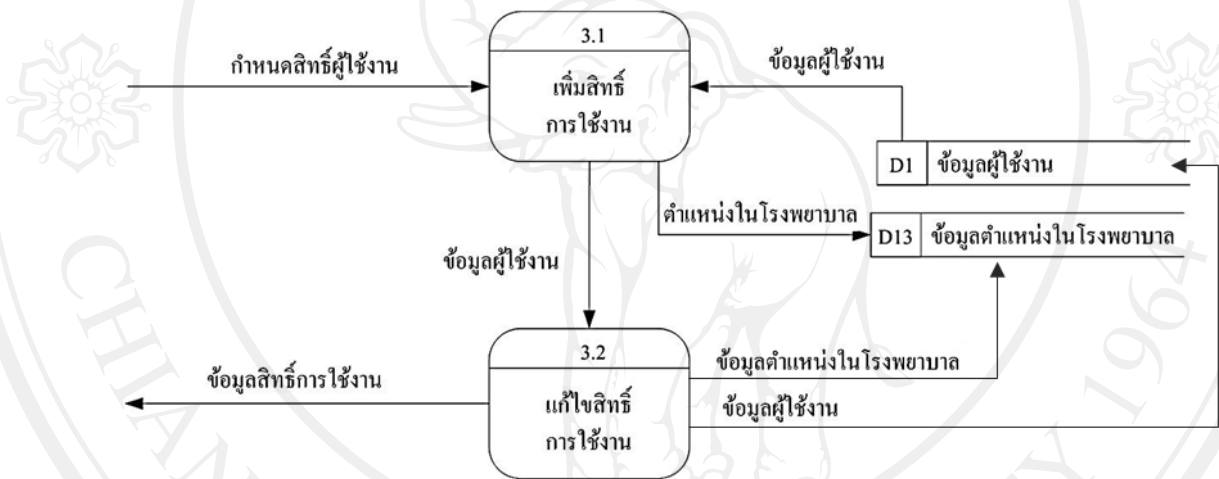 3.1
กำหนดสิทธิ์ผู้ใช้งาน
ข้อมูลผู้ใช้งาน
เพิ่มสิทธิ์
การใช้งาน
D1 ข้อมูลผู้ใช้งาน
ตำแหน่งในโรงพยาบาล
D13 ข้อมูลตำแหน่งในโรงพยาบาล
ข้อมูลผู้ใช้งาน
3.2
ข้อมูลตำแหน่งในโรงพยาบาล
ข้อมูลสิทธิ์การใช้งาน
แก้ไขสิทธิ์
การใช้งาน
ข้อมูลผู้ใช้งาน
CHIAN
Y 1964